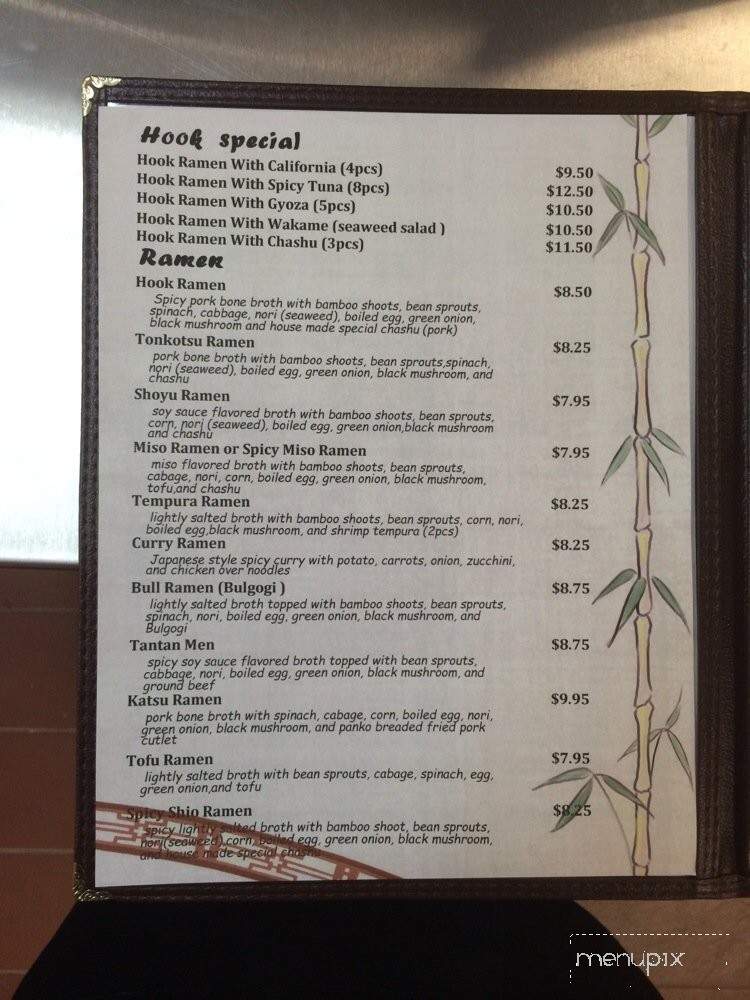 Hook special
Hook Ramen With California (4pcs) $9.50
Hook Ramen With Spicy Tuna (8pcs) $12.50
Hook Ramen With Gyoza (5pcs) $10.50
Hook Ramen With Wakame (seaweed salad ) $10.50
Hook Ramen With Chashu (3pcs) $11.50
Ramen
Hook Ramen $8.50
Spicy pork bone broth with bamboo shoots, bean sprouts,
spinach, cabbage, nori (seaweed), boiled egg, green onion,
black mushroom and house made special chashu (pork)
Tonkotsu Ramen $8.25
pork bone broth with bamboo shoots, bean sprouts,spinach,
nori (seaweed), boiled egg, green onion, black mushroom, and
chashu
Shoyu Ramen $7.95
soy sauce flavored broth with bamboo shoots, bean sprouts,
corn, nori (seaweed), boiled egg, green onion,black mushroom
and chashu
Miso Ramen or Spicy Miso Ramen $7.95
miso flavored broth with bamboo shoots, bean sprouts,
cabage, nori, corn, boiled egg, green onion, black mushroom,
tofu,and chashu
Tempura Ramen $8.25
lightly salted broth with bamboo shoots, bean sprouts, corn, nori,
boiled egg,black mushroom, and shrimp tempura (2pcs)
Curry Ramen $8.25
Japanese style spicy curry with potato, carrots, onion, zucchini,
and chicken over noodles
Bull Ramen (Bulgogi ) $8.75
lightly salted broth topped with bamboo shoots, bean sprouts,
spinach, nori, boiled egg, green onion, black mushroom, and
Bulgogi
Tantan Men $8.75
spicy soy sauce flavored broth topped with bean sprouts,
cabbage, nori, boiled egg, green onion, black mushroom, and
ground beef
Katsu Ramen $9.95
pork bone broth with spinach, cabage, corn, boiled egg, nori,
green onion, black mushroom, and panko breaded fried pork
cutlet
Tofu Ramen $7.95
lightly salted broth with bean sprouts, cabage, spinach, egg,
green onion,and tofu
Spicy Shio Ramen $8.25
spicy lightly salted broth with bamboo shoot, bean sprouts,
nori(seaweed),corn, boiled egg, green onion, black mushroom,
and house made special chashu
menupix